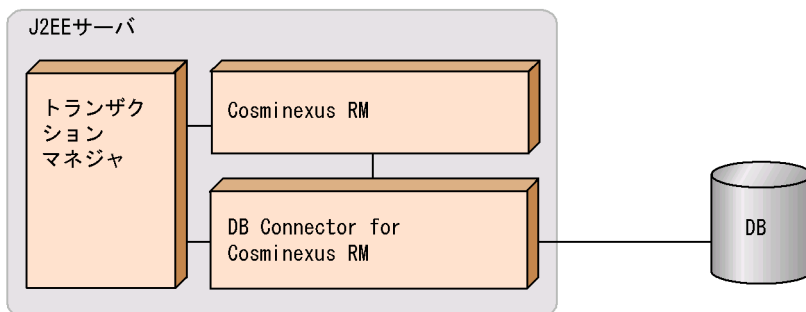 J2EEサーバ
トランザク
ション
マネジャ
Cosminexus RM
DB Connector for
Cosminexus RM
DB